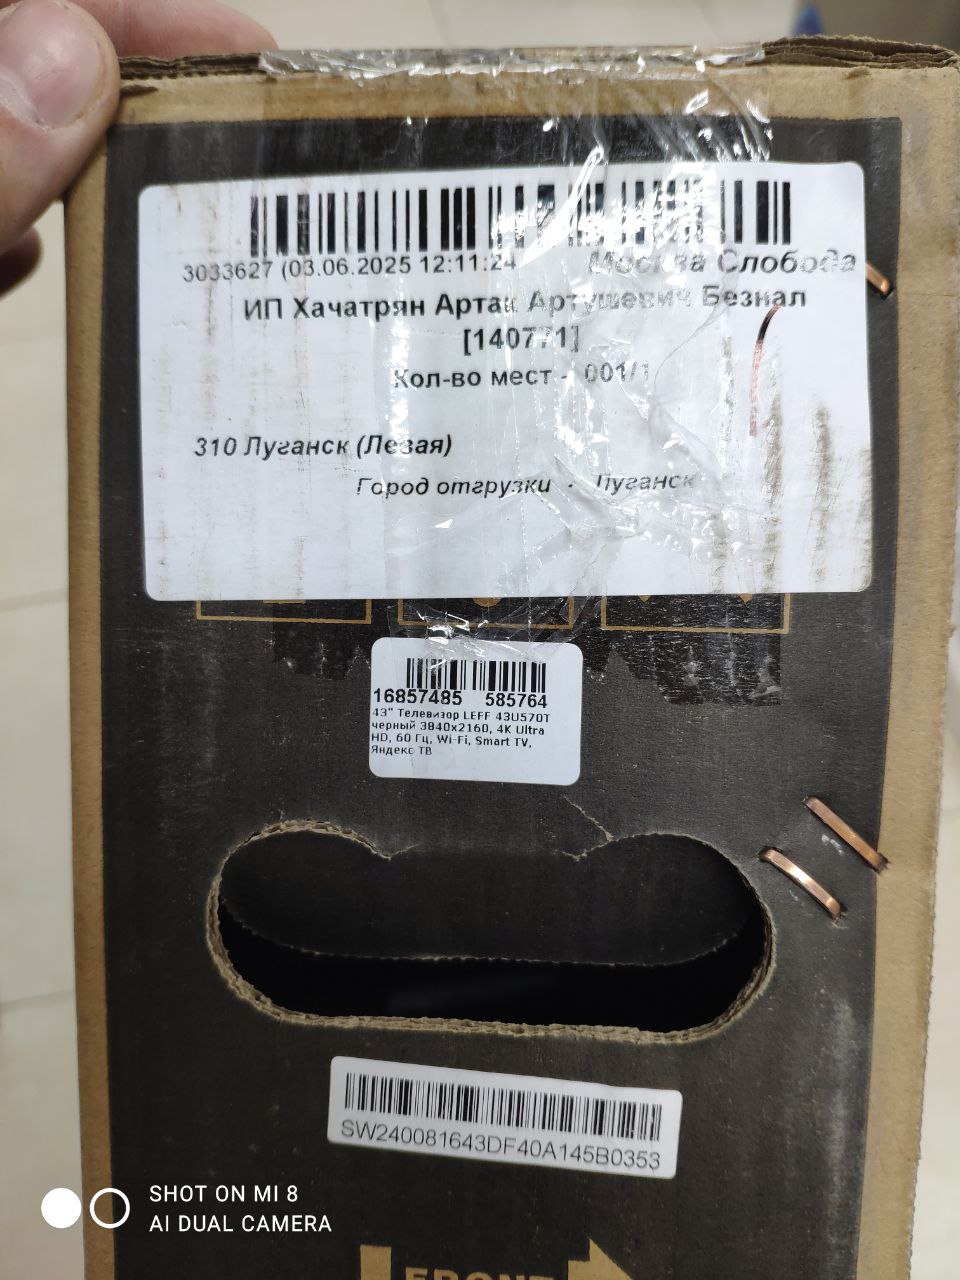 3033627 (03.06.2025 12:11:24 Москва Слобода
ИП Хачатрян Артак Артушевич Безнал
[140771]
Кол-во мест - 001/1
310 Луганск (Левая)
Город отгрузки - Луганск
16857485 585764
43" Телевизор LEFF 43U570T
черный 3840x2160, 4K Ultra
HD, 60 Гц, Wi-Fi, Smart TV,
Яндекс ТВ
SW240081643DF40A145B0353
SHOT ON MI 8
AI DUAL CAMERA
FRONT